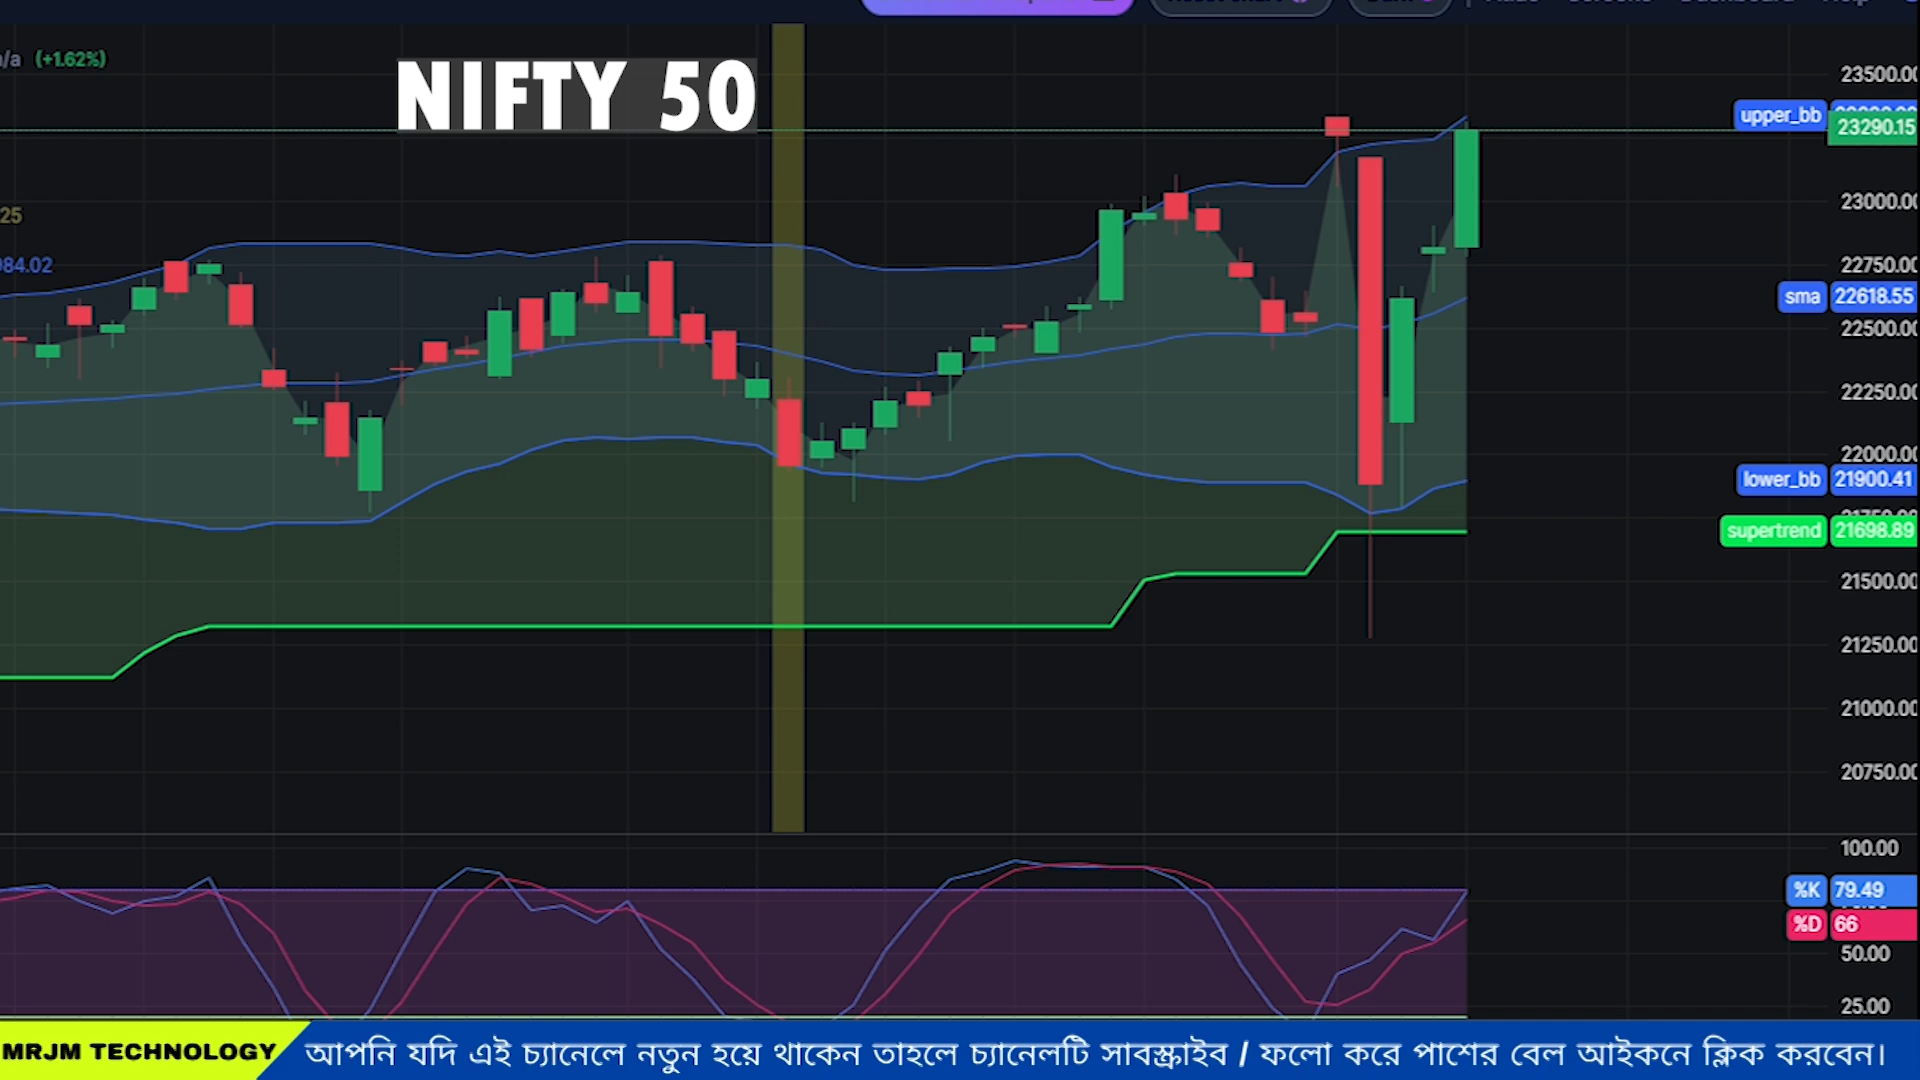 n/a (+1.62%)
NIFTY 50
23500.00
upper_bb
23290.15
25
23000.00
984.02
22750.00
sma 22618.55
22500.00
22250.00
22000.00
lower_bb 21900.41
supertrend 21698.89
21500.00
21250.00
21000.00
20750.00
100.00
%K 79.49
%D 66
50.00
25.00
MRJM TECHNOLOGY
আপনি যদি এই চ্যানেলে নতুন হয়ে থাকেন তাহলে চ্যানেলটি সাবস্ক্রাইব / ফলো করে পাশের বেল আইকনে ক্লিক করবেন।